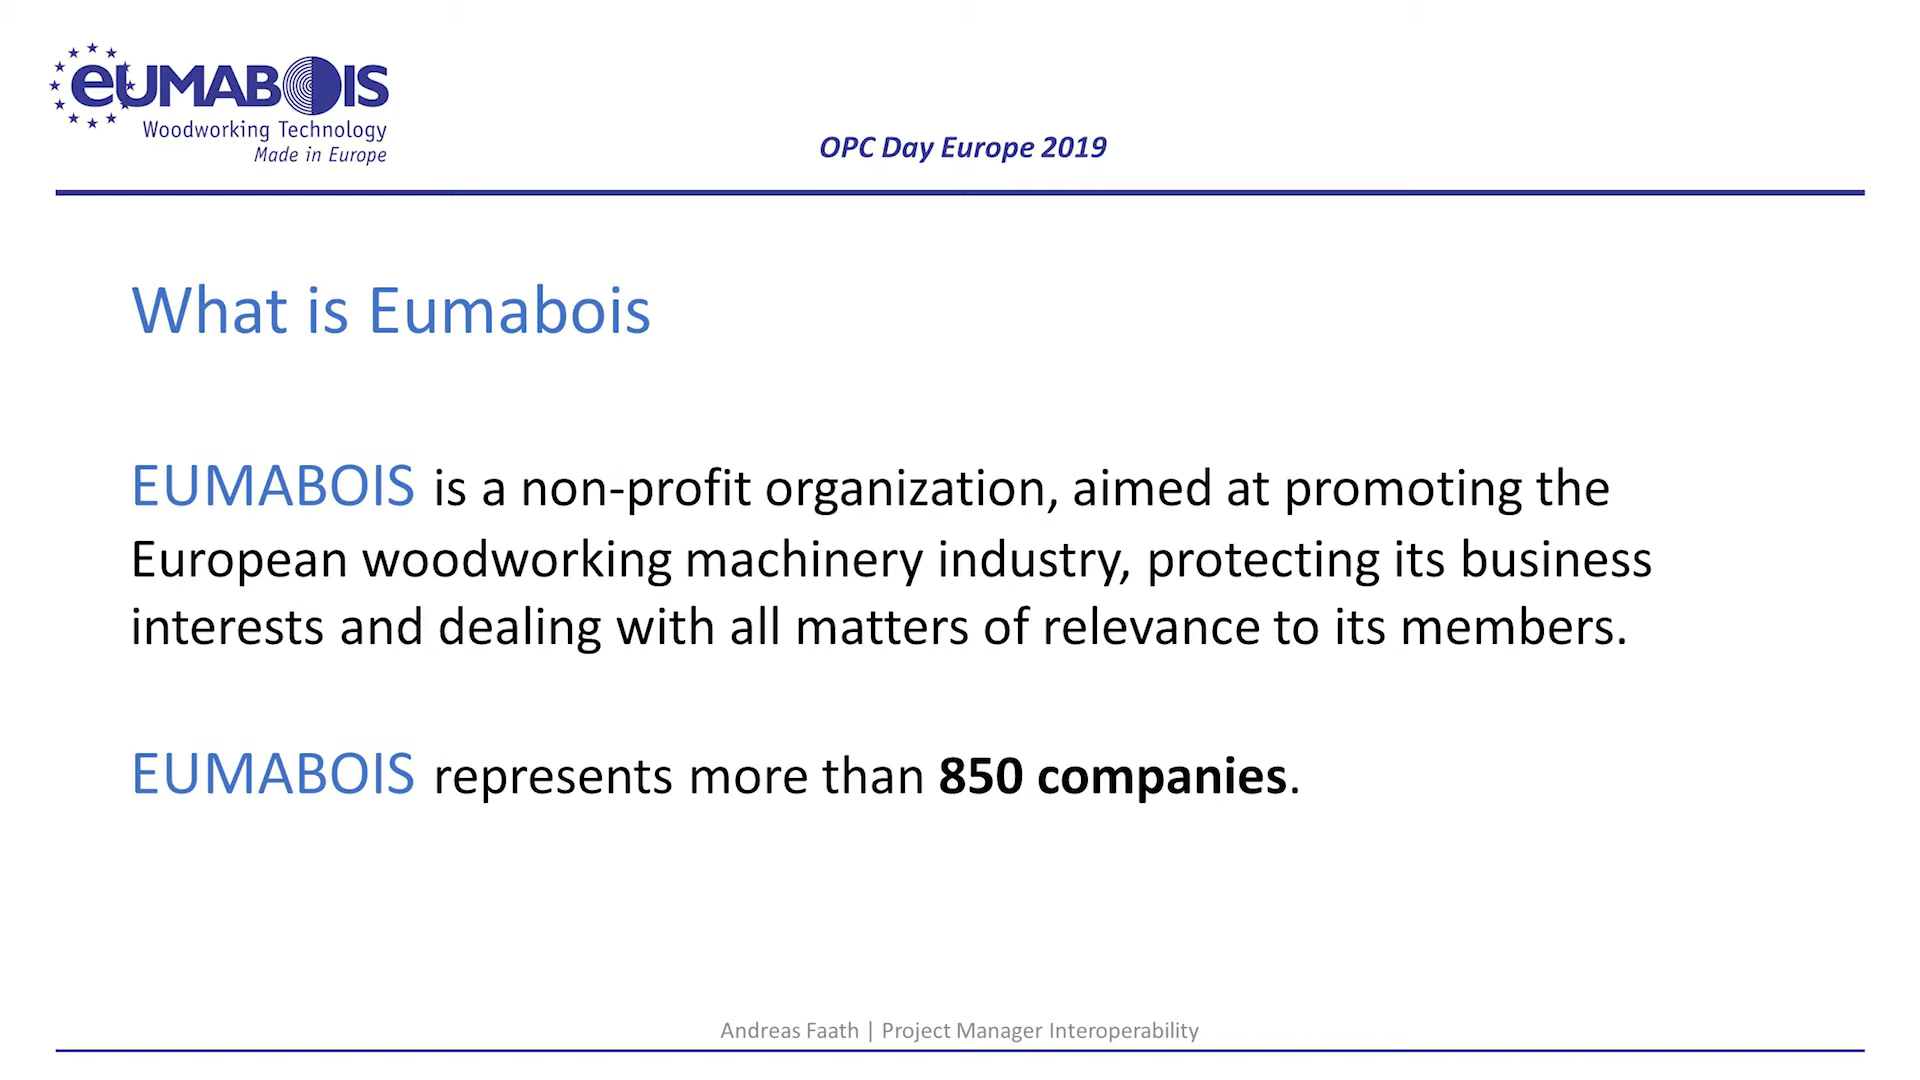 eUMABOIS
Woodworking Technology
Made in Europe
OPC Day Europe 2019
What is Eumabois
EUMABOIS is a non-profit organization, aimed at promoting the
European woodworking machinery industry, protecting its business
interests and dealing with all matters of relevance to its members.
EUMABOIS represents more than 850 companies.
Andreas Faath | Project Manager Interoperability